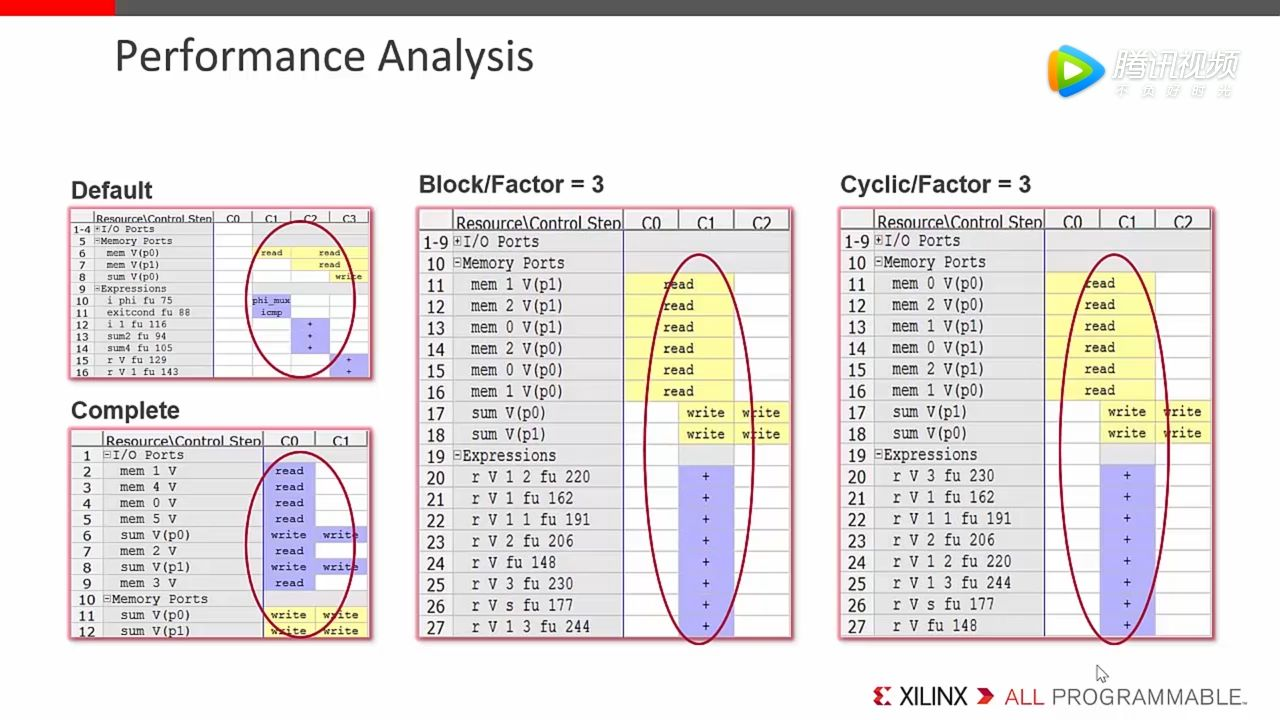 Performance Analysis
腾讯视频
不负好时光
Default
Resource\Control Step C0 C1 C2 C3
1-4 I/O Ports
5 Memory Ports
6 mem V(p0) read read
7 mem V(p1) read
8 sum V(p0) write
9 Expressions
10 i phi fu 75 phi_mux
11 exitcond fu 88 icmp
12 i 1 fu 116 +
13 sum2 fu 94 +
14 sum4 fu 105 +
15 r V fu 129 +
16 r V 1 fu 143 +
Complete
Resource\Control Step C0 C1
1 I/O Ports
2 mem 1 V read
3 mem 4 V read
4 mem 0 V read
5 mem 5 V read
6 sum V(p0) write write
7 mem 2 V read
8 sum V(p1) write write
9 mem 3 V read
10 Memory Ports
11 sum V(p0) write write
12 sum V(p1) write write
Block/Factor = 3
Resource\Control Step C0 C1 C2
1-9 I/O Ports
10 Memory Ports
11 mem 1 V(p1) read
12 mem 2 V(p1) read
13 mem 0 V(p1) read
14 mem 2 V(p0) read
15 mem 0 V(p0) read
16 mem 1 V(p0) read
17 sum V(p0) write write
18 sum V(p1) write write
19 Expressions
20 r V 1 2 fu 220 +
21 r V 1 fu 162 +
22 r V 1 1 fu 191 +
23 r V 2 fu 206 +
24 r V fu 148 +
25 r V 3 fu 230 +
26 r V s fu 177 +
27 r V 1 3 fu 244 +
Cyclic/Factor = 3
Resource\Control Step C0 C1 C2
1-9 I/O Ports
10 Memory Ports
11 mem 0 V(p0) read
12 mem 2 V(p0) read
13 mem 1 V(p1) read
14 mem 0 V(p1) read
15 mem 2 V(p1) read
16 mem 1 V(p0) read
17 sum V(p1) write write
18 sum V(p0) write write
19 Expressions
20 r V 3 fu 230 +
21 r V 1 fu 162 +
22 r V 1 1 fu 191 +
23 r V 2 fu 206 +
24 r V 1 2 fu 220 +
25 r V 1 3 fu 244 +
26 r V s fu 177 +
27 r V fu 148 +
XILINX ALL PROGRAMMABLE™